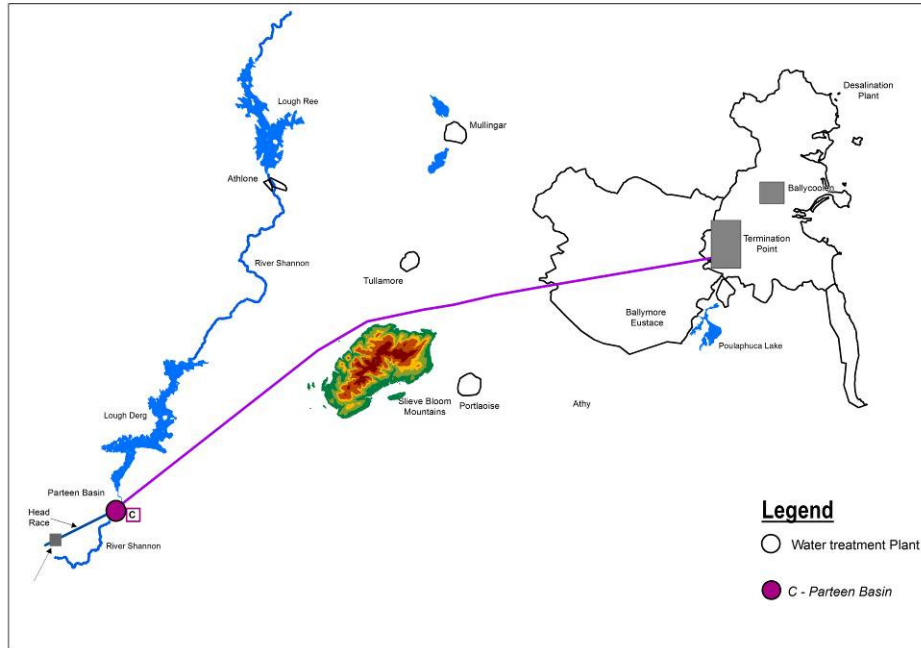 Desalination
Plant
Lough Ree
Mullingar
Athlone
Ballycoolen
Termination
Point
River Shannon
Tullamore
Ballymore
Eustace
Poulaphuca Lake
Slieve Bloom
Mountains
Portlaoise
Athy
Lough Derg
Parteen Basin
C
Head
Race
River Shannon
Legend
Water treatment Plant
C - Parteen Basin